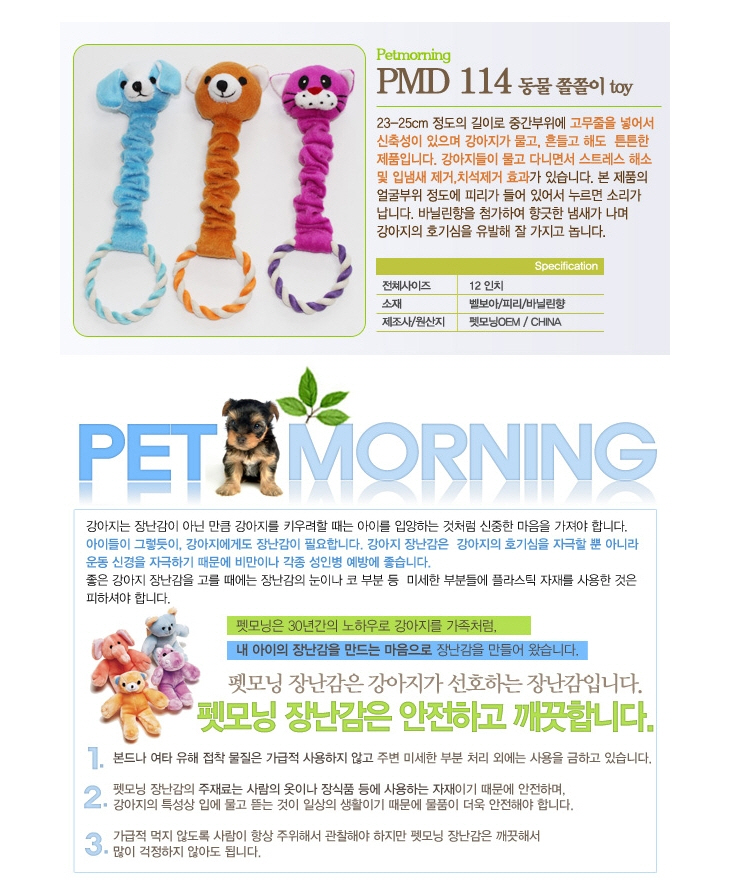 Petmorning
PMD 114 동물 쫄쫄이 toy
23-25cm 정도의 길이로 중간부위에 고무줄을 넣어서
신축성이 있으며 강아지가 물고, 흔들고 해도 튼튼한
제품입니다. 강아지들이 물고 다니면서 스트레스 해소
및 입냄새 제거,치석제거 효과가 있습니다. 본 제품의
얼굴부위 정도에 피리가 들어 있어서 누르면 소리가
납니다. 바닐린향을 첨가하여 향긋한 냄새가 나며
강아지의 호기심을 유발해 잘 가지고 놉니다.
Specification
전체사이즈 12 인치
소재 벨보아/피리/바닐린향
제조사/원산지 펫모닝OEM / CHINA
PET MORNING
강아지는 장난감이 아닌 만큼 강아지를 키우려할 때는 아이를 입양하는 것처럼 신중한 마음을 가져야 합니다.
아이들이 그렇듯이, 강아지에게도 장난감이 필요합니다. 강아지 장난감은 강아지의 호기심을 자극할 뿐 아니라
운동 신경을 자극하기 때문에 비만이나 각종 성인병 예방에 좋습니다.
좋은 강아지 장난감을 고를 때에는 장난감의 눈이나 코 부분 등 미세한 부분들에 플라스틱 자재를 사용한 것은
피하셔야 합니다.
펫모닝은 30년간의 노하우로 강아지를 가족처럼,
내 아이의 장난감을 만드는 마음으로 장난감을 만들어 왔습니다.
펫모닝 장난감은 강아지가 선호하는 장난감입니다.
펫모닝 장난감은 안전하고 깨끗합니다.
1. 본드나 여타 유해 접착 물질은 가급적 사용하지 않고 주변 미세한 부분 처리 외에는 사용을 금하고 있습니다.
2. 펫모닝 장난감의 주재료는 사람의 옷이나 장식품 등에 사용하는 자재이기 때문에 안전하며,
강아지의 특성상 입에 물고 뜯는 것이 일상의 생활이기 때문에 물품이 더욱 안전해야 합니다.
3. 가급적 먹지 않도록 사람이 항상 주위해서 관찰해야 하지만 펫모닝 장난감은 깨끗해서
많이 걱정하지 않아도 됩니다.